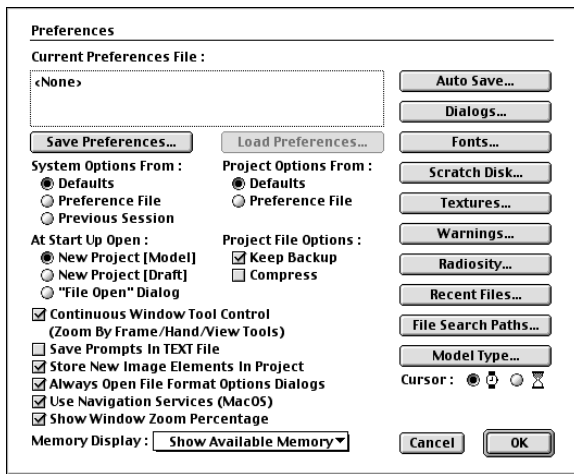 Preferences
Current Preferences File :
<None>
Auto Save...
Dialogs...
Save Preferences...
Load Preferences...
Fonts...
System Options From :
Project Options From :
Scratch Disk...
Defaults
Defaults
Preference File
Preference File
Textures...
Previous Session
Warnings...
At Start Up Open :
Project File Options :
New Project [Model]
Keep Backup
Radiosity...
New Project [Draft]
Compress
"File Open" Dialog
Recent Files...
Continuous Window Tool Control
(Zoom By Frame/Hand/View Tools)
File Search Paths...
Save Prompts In TEXT File
Store New Image Elements In Project
Model Type...
Always Open File Format Options Dialogs
Cursor :
Use Navigation Services (MacOS)
Show Window Zoom Percentage
Memory Display :
Show Available Memory
Cancel
OK